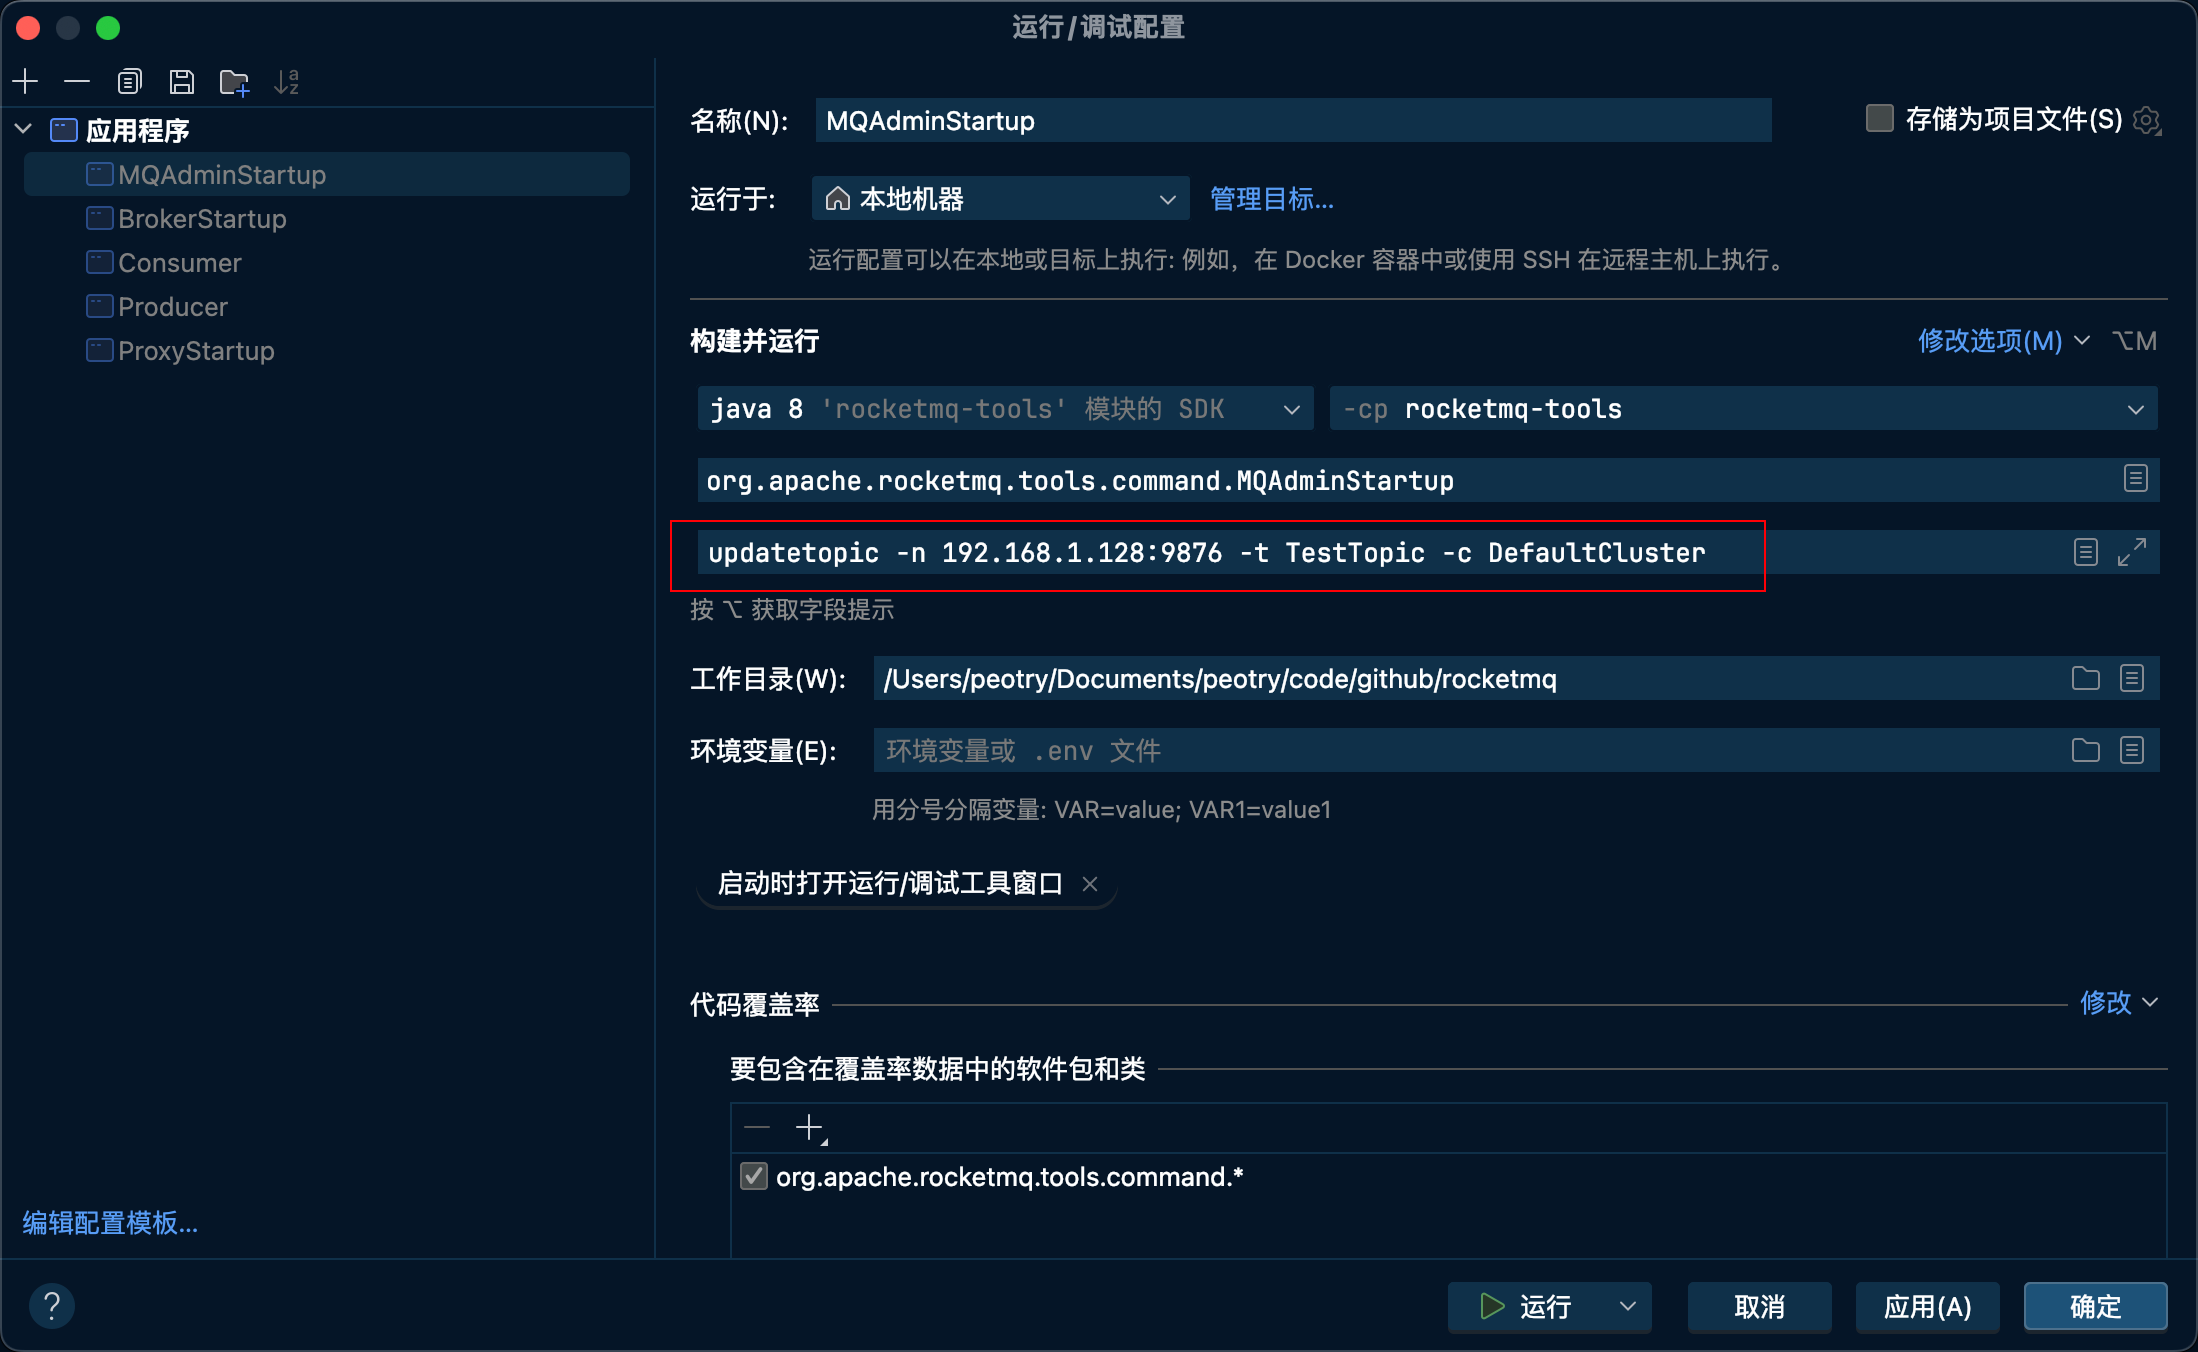 运行/调试配置
应用程序
MQAdminStartup
BrokerStartup
Consumer
Producer
ProxyStartup
编辑配置模板...
名称(N): MQAdminStartup 存储为项目文件(S)
运行于: 本地机器 管理目标...
运行配置可以在本地或目标上执行: 例如，在 Docker 容器中或使用 SSH 在远程主机上执行。
构建并运行 修改选项(M) ⌥M
java 8 'rocketmq-tools' 模块的 SDK -cp rocketmq-tools
org.apache.rocketmq.tools.command.MQAdminStartup
updatetopic -n 192.168.1.128:9876 -t TestTopic -c DefaultCluster
按 ⌥ 获取字段提示
工作目录(W): /Users/peotry/Documents/peotry/code/github/rocketmq
环境变量(E): 环境变量或 .env 文件
用分号分隔变量: VAR=value; VAR1=value1
启动时打开运行/调试工具窗口
代码覆盖率 修改
要包含在覆盖率数据中的软件包和类
org.apache.rocketmq.tools.command.*
? 运行 取消 应用(A) 确定